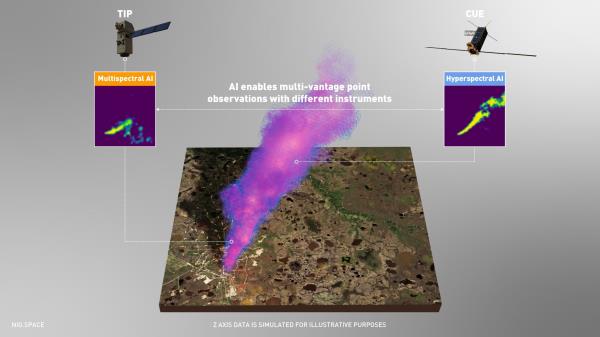 TIP
CUE
Multispectral AI
Hyperspectral AI
AI enables multi-vantage point
observations with different instruments
NIO.SPACE
Z AXIS DATA IS SIMULATED FOR ILLUSTRATIVE PURPOSES